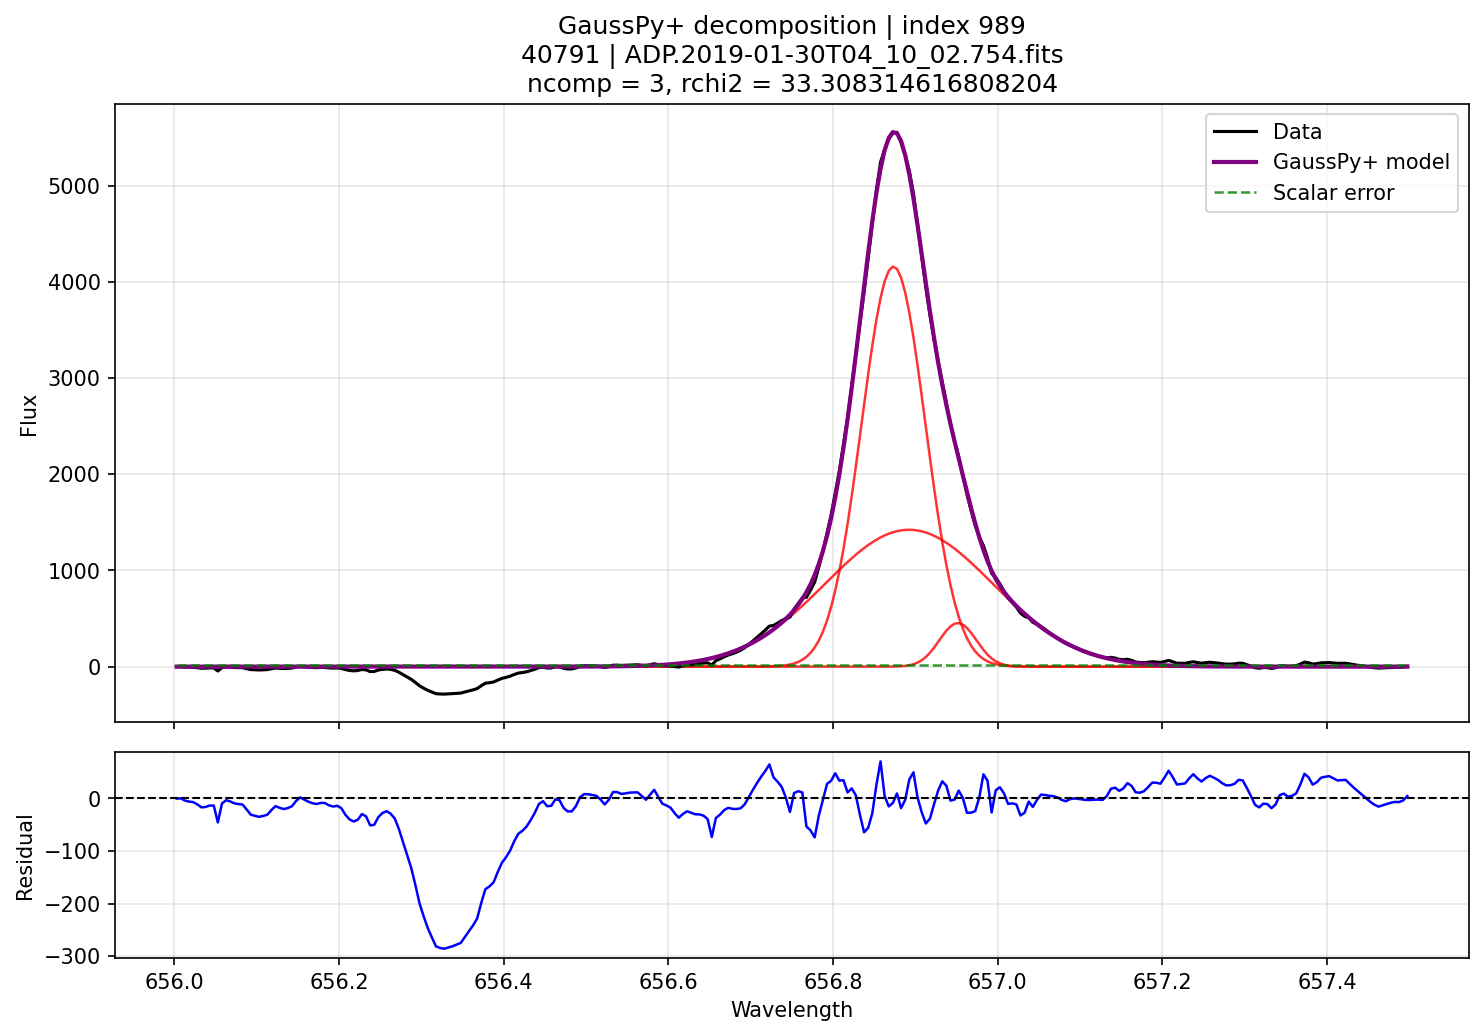 GaussPy+ decomposition | index 989
40791 | ADP.2019-01-30T04_10_02.754.fits
ncomp = 3, rchi2 = 33.308314616808204
Data
GaussPy+ model
Scalar error
Flux
5000
4000
3000
2000
1000
0
Residual
0
−100
−200
−300
656.0 656.2 656.4 656.6 656.8 657.0 657.2 657.4
Wavelength